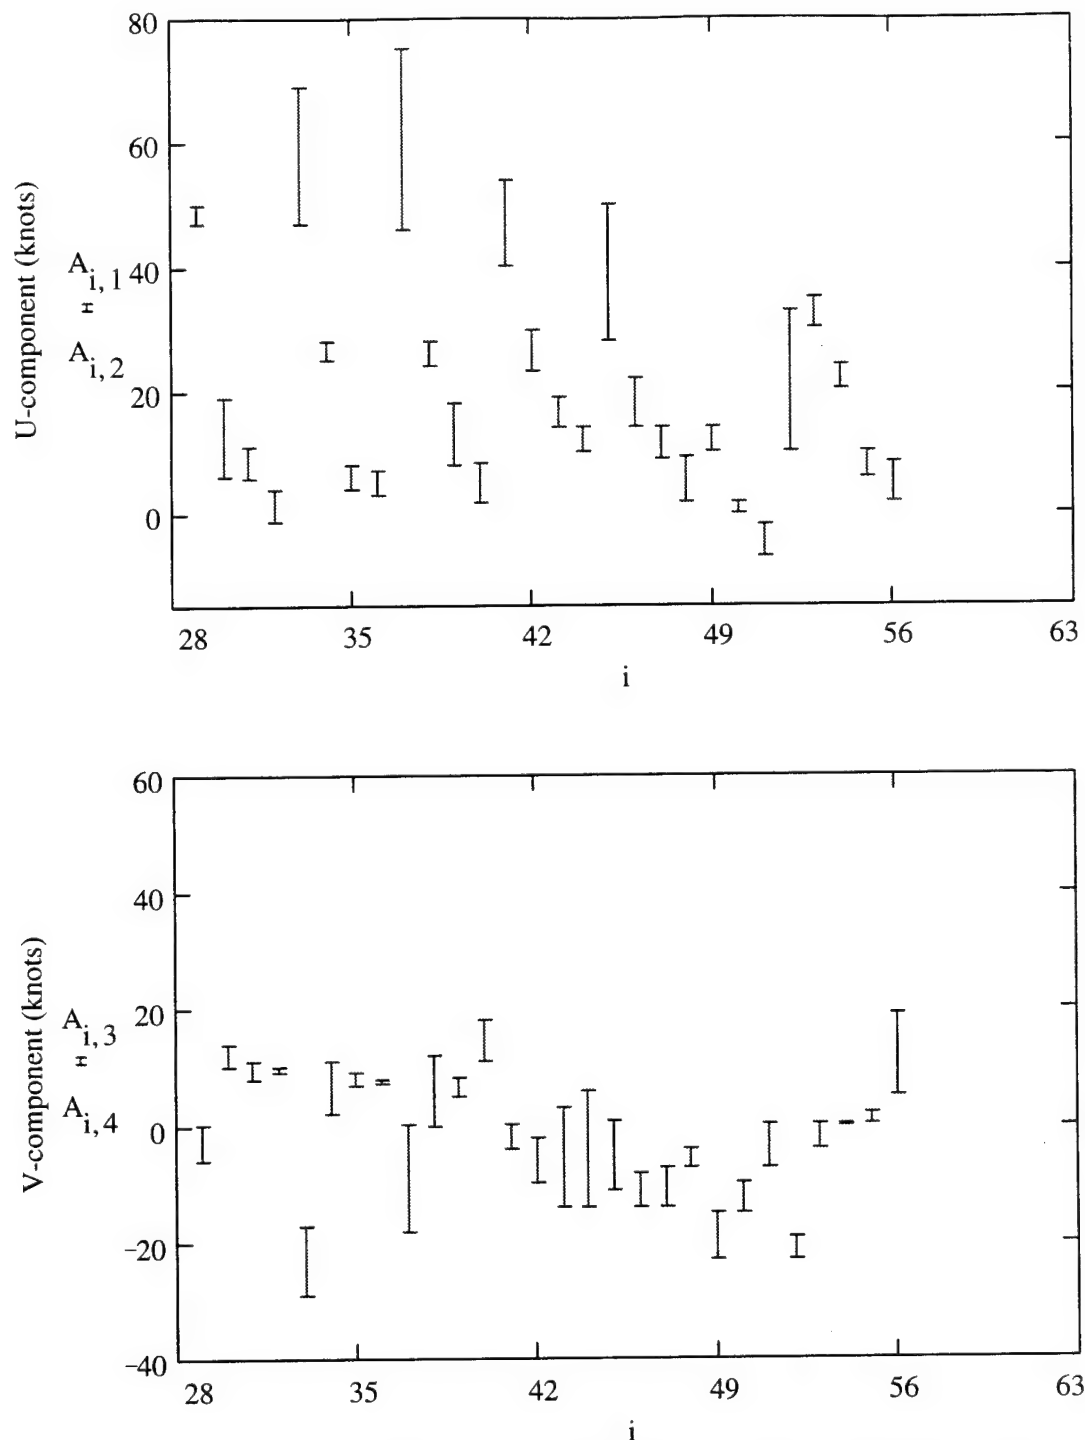 80
60
40
20
0
U-component (knots)
A i, 1
A i, 2
28 35 42 49 56 63
i
60
40
20
0
−20
−40
V-component (knots)
A i, 3
A i, 4
28 35 42 49 56 63
i